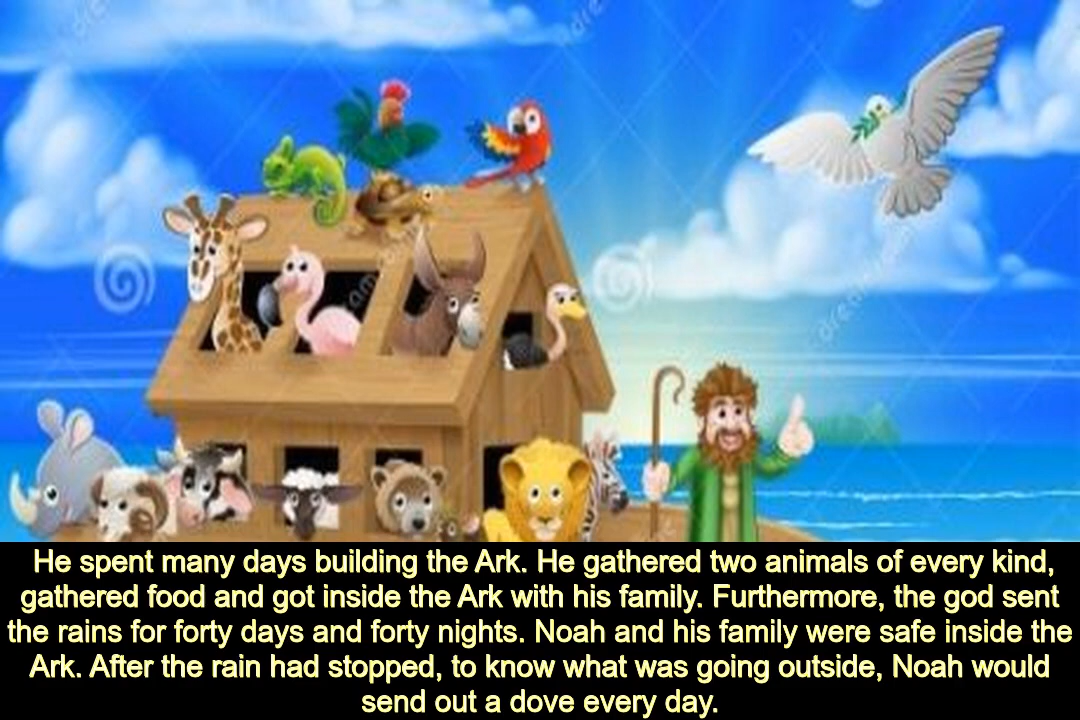 He spent many days building the Ark. He gathered two animals of every kind,
gathered food and got inside the Ark with his family. Furthermore, the god sent
the rains for forty days and forty nights. Noah and his family were safe inside the
Ark. After the rain had stopped, to know what was going outside, Noah would
send out a dove every day.